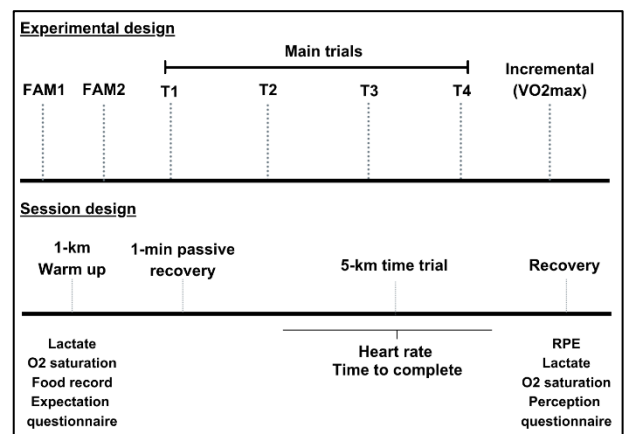 Experimental design
Main trials
Incremental
(VO2max)
FAM1 FAM2 T1 T2 T3 T4
Session design
1-km
Warm up
1-min passive
recovery
5-km time trial
Recovery
Lactate
O2 saturation
Food record
Expectation
questionnaire
Heart rate
Time to complete
RPE
Lactate
O2 saturation
Perception
questionnaire